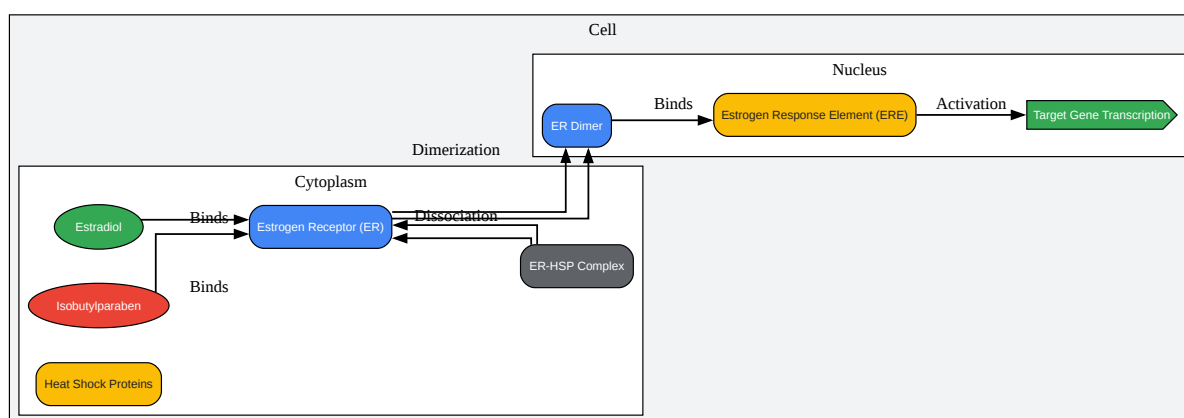 Cell
Nucleus
ER Dimer
Binds
Estrogen Response Element (ERE)
Activation
Target Gene Transcription
Dimerization
Cytoplasm
Estradiol
Binds
Estrogen Receptor (ER)
Dissociation
ER-HSP Complex
Isobutylparaben
Binds
Heat Shock Proteins